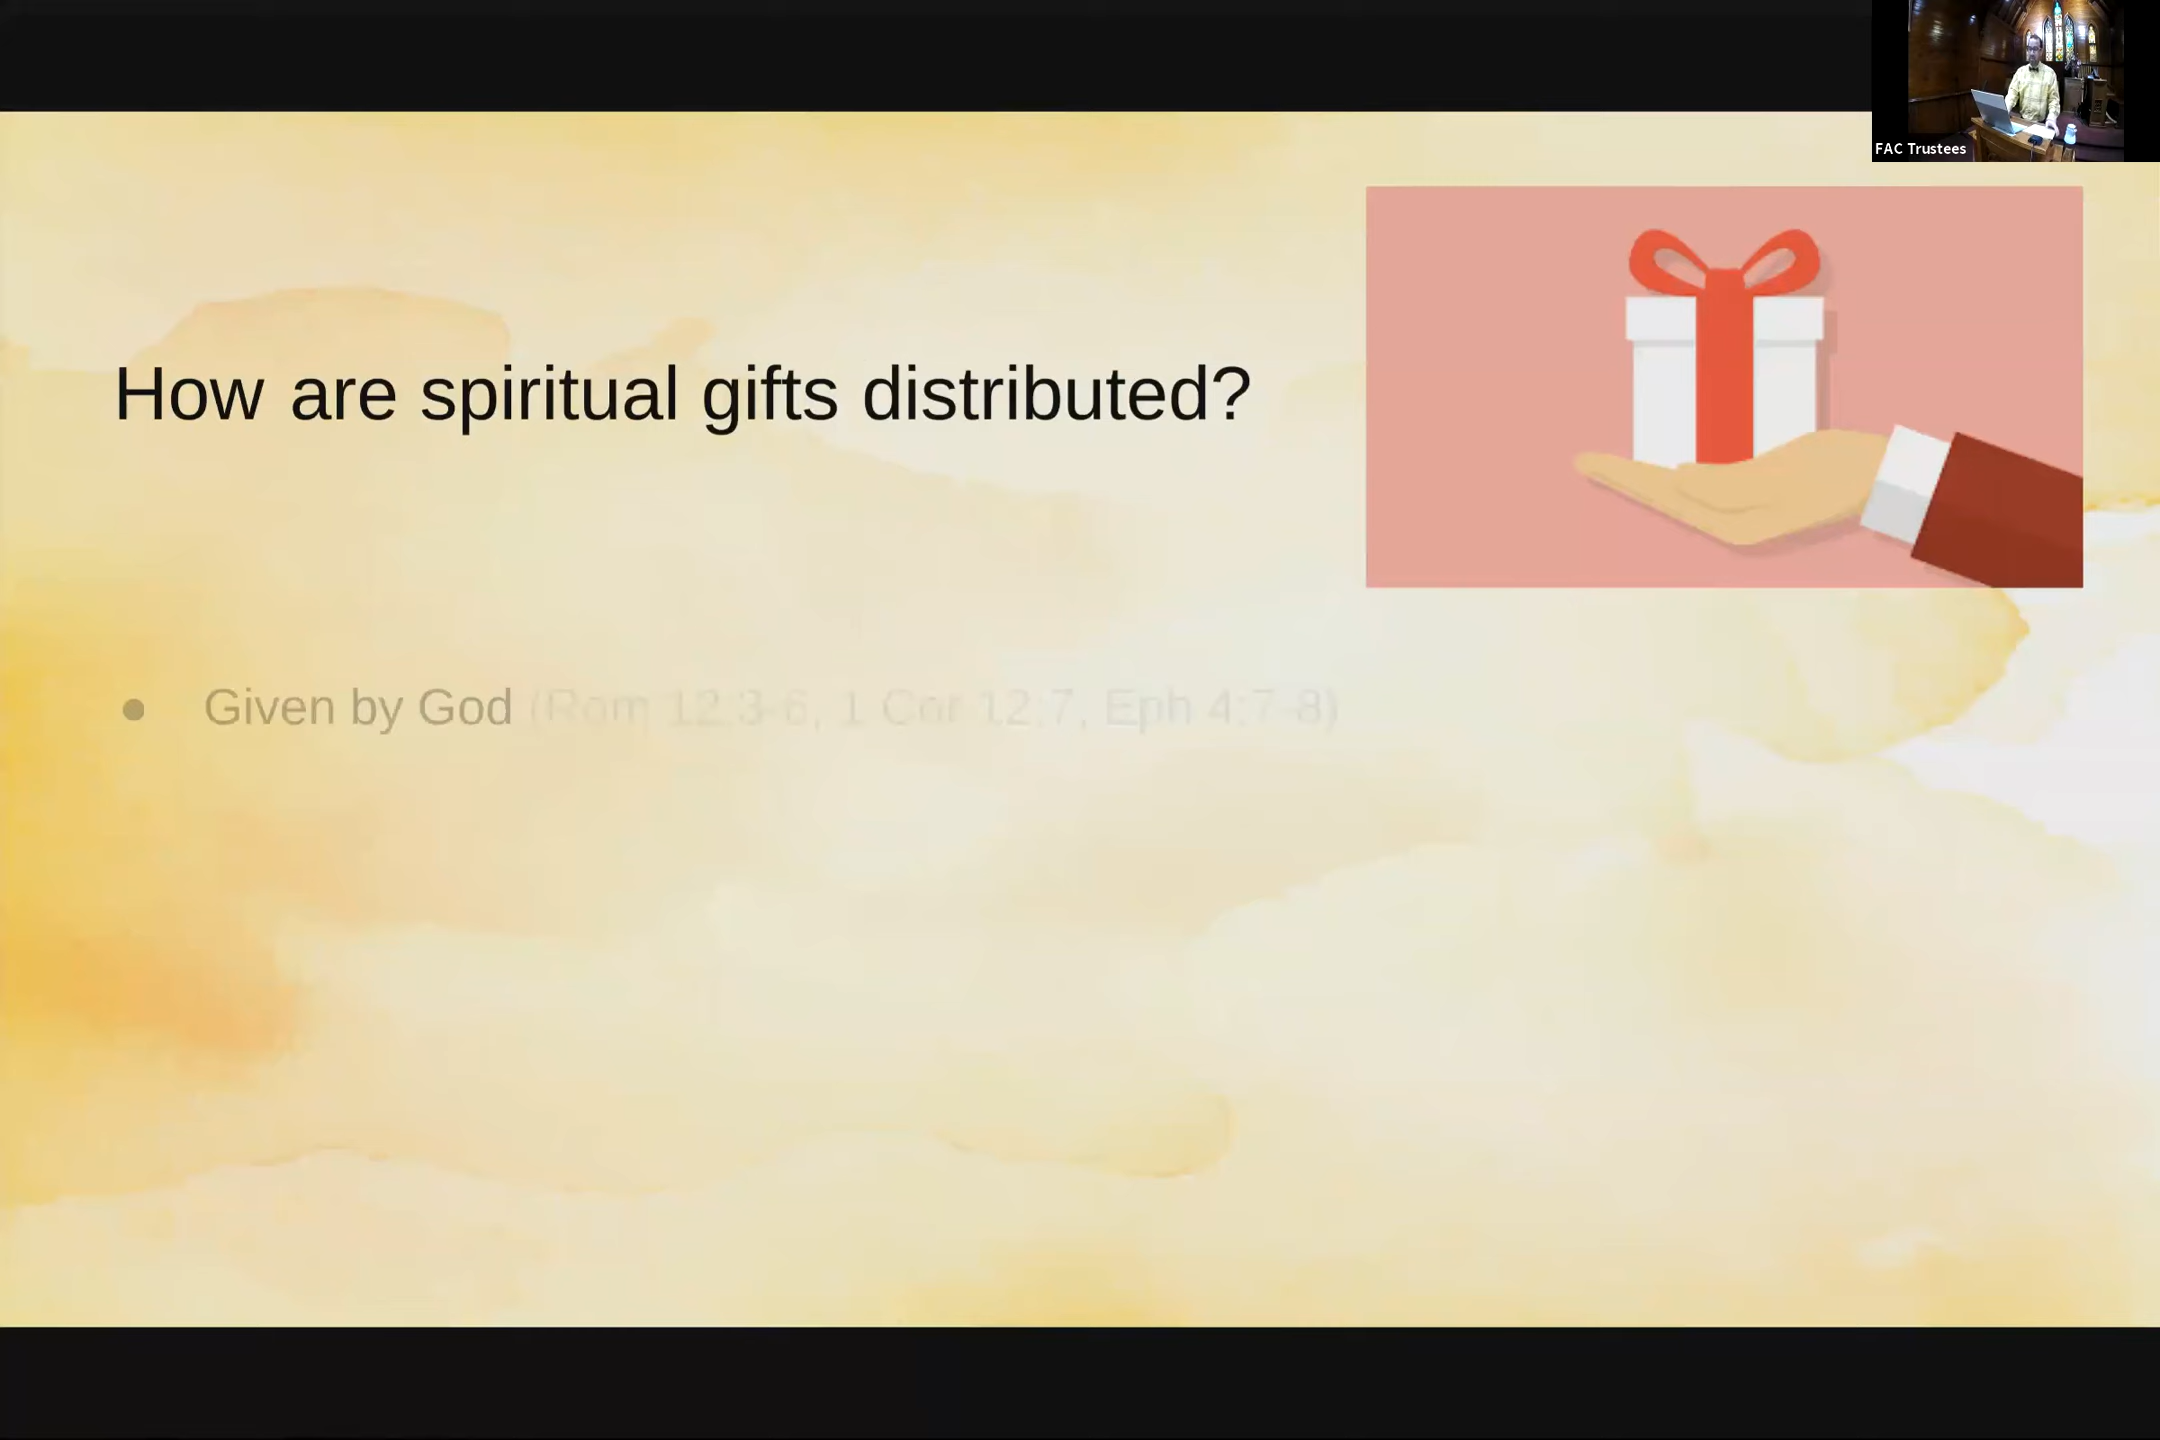 FAC Trustees
How are spiritual gifts distributed?
● Given by God (Rom 12:3-6, 1 Cor 12:7, Eph 4:7-8)